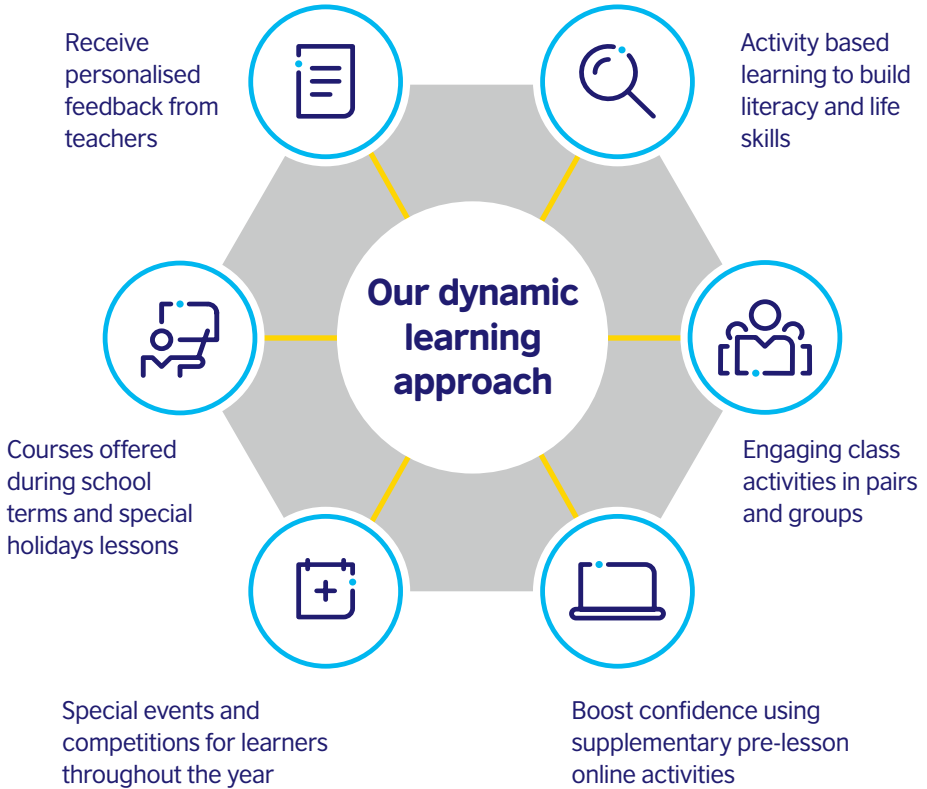 Receive
personalised
feedback from
teachers
Activity based
learning to build
literacy and life
skills
Our dynamic
learning
approach
Courses offered
during school
terms and special
holidays lessons
Engaging class
activities in pairs
and groups
Special events and
competitions for learners
throughout the year
Boost confidence using
supplementary pre-lesson
online activities